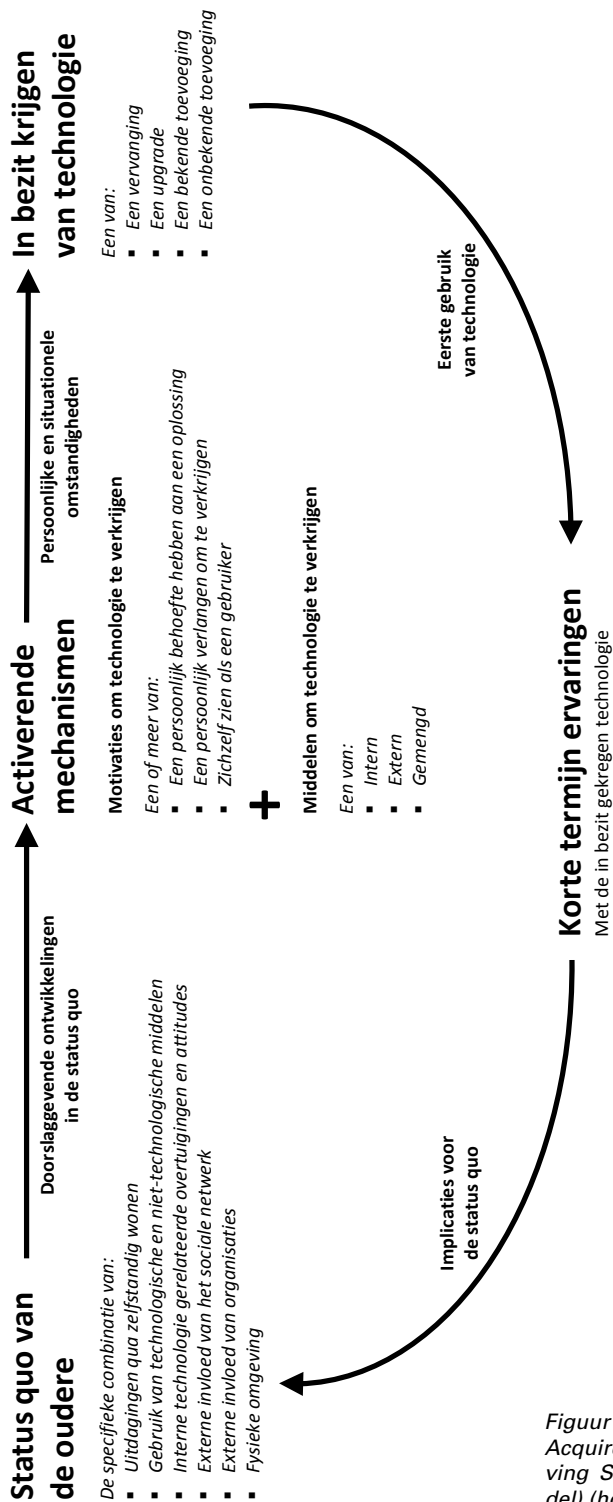 Status quo van
de oudere
De specifieke combinatie van:
▪ Uitdagingen qua zelfstandig wonen
▪ Gebruik van technologische en niet-technologische middelen
▪ Interne technologie gerelateerde overtuigingen en attitudes
▪ Externe invloed van het sociale netwerk
▪ Externe invloed van organisaties
▪ Fysieke omgeving
Doorslaggevende ontwikkelingen
in de status quo
Activerende
mechanismen
Motivaties om technologie te verkrijgen
Een of meer van:
▪ Een persoonlijk behoefte hebben aan een oplossing
▪ Een persoonlijk verlangen om te verkrijgen
▪ Zichzelf zien als een gebruiker
+
Middelen om technologie te verkrijgen
Een van:
▪ Intern
▪ Extern
▪ Gemengd
Persoonlijke en situationele
omstandigheden
In bezit krijgen
van technologie
Een van:
▪ Een vervanging
▪ Een upgrade
▪ Een bekende toevoeging
▪ Een onbekende toevoeging
Eerste gebruik
van technologie
Korte termijn ervaringen
Met de in bezit gekregen technologie
Implicaties voor
de status quo
Figuur
Acquire
ving S
del) (he